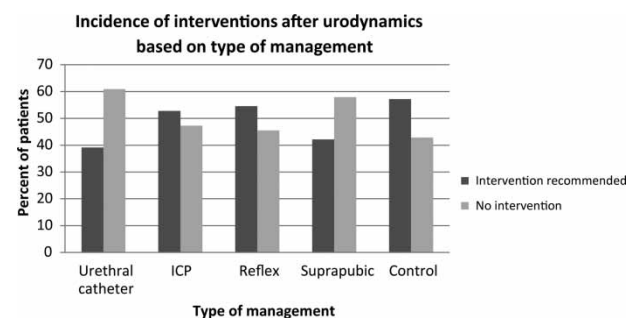 Incidence of interventions after urodynamics
based on type of management
70
60
50
40
30
20
10
0
Percent of patients
Urethral
catheter
ICP
Reflex
Suprapubic
Control
Type of management
Intervention recommended
No intervention